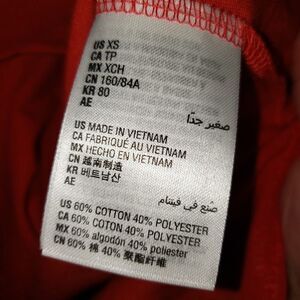 US XS
CA TP
MX XCH
CN 160/84A
KR 80
AE
صغير جدًا
US MADE IN VIETNAM
CA FABRIQUÉ AU VIETNAM
MX HECHO EN VIETNAM
CN 越南制造
KR 베트남산
AE
صنع في فيتنام
US 60% COTTON 40% POLYESTER
CA 60% COTON 40% POLYESTER
MX 60% algodón 40% poliester
CN 60% 棉 40% 聚酯纤维